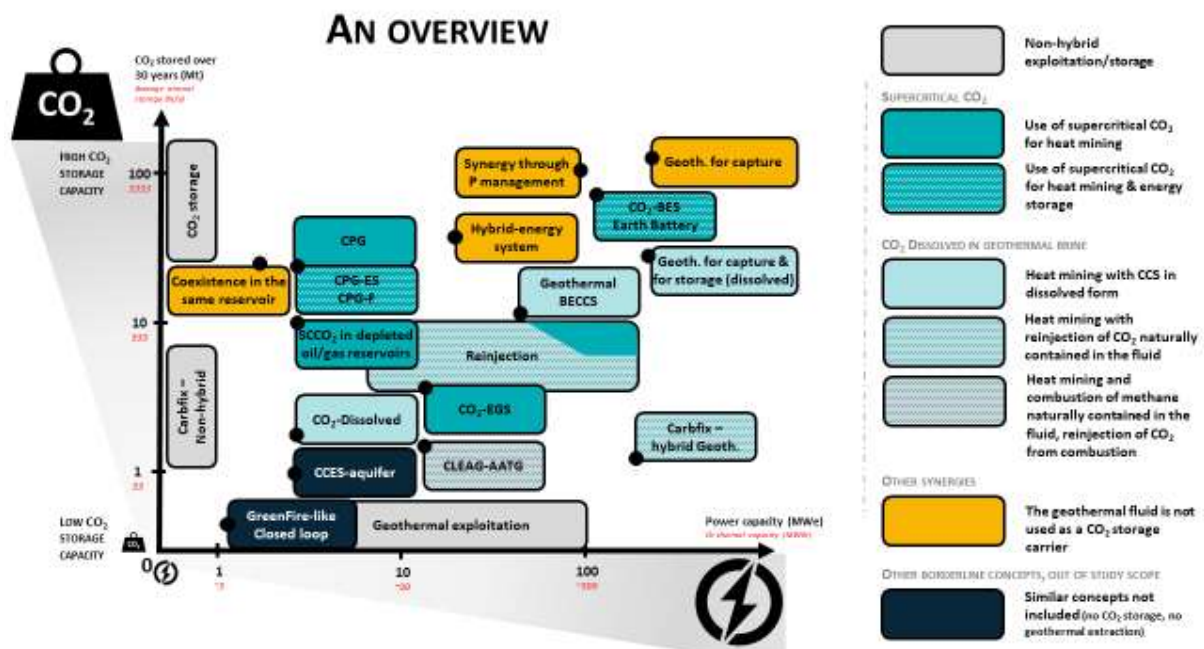 AN OVERVIEW
CO₂
CO₂ stored over
30 years (Mt)
HIGH CO₂
STORAGE
CAPACITY
100
10
1
0
LOW CO₂
STORAGE
CAPACITY
CO₂ storage
Carbfix –
Non-hybrid
Coexistence in the
same reservoir
CPG
CPG-ES
CPG-F
SCCO₂ in depleted
oil/gas reservoirs
CO₂-Dissolved
CCES-aquifer
GreenFire-like
Closed loop
Geothermal exploitation
Synergy through
P management
Hybrid-energy
system
Geoth. for capture
CO₂-BES
Earth Battery
Geoth. for capture &
for storage (dissolved)
Geothermal
BECCS
Reinjection
CO₂-EGS
CLEAG-AATG
Carbfix –
hybrid Geoth.
Power capacity (MWe)
1
10
100
Non-hybrid
exploitation/storage
SUPERCRITICAL CO₂
Use of supercritical CO₂
for heat mining
Use of supercritical CO₂
for heat mining & energy
storage
CO₂ DISSOLVED IN GEOTHERMAL BRINE
Heat mining with CCS in
dissolved form
Heat mining with
reinjection of CO₂ naturally
contained in the fluid
Heat mining and
combustion of methane
naturally contained in the
fluid, reinjection of CO₂
from combustion
OTHER SYNERGIES
The geothermal fluid is not
used as a CO₂ storage
carrier
OTHER BORDERLINE CONCEPTS, OUT OF STUDY SCOPE
Similar concepts not
included (no CO₂ storage, no
geothermal extraction)